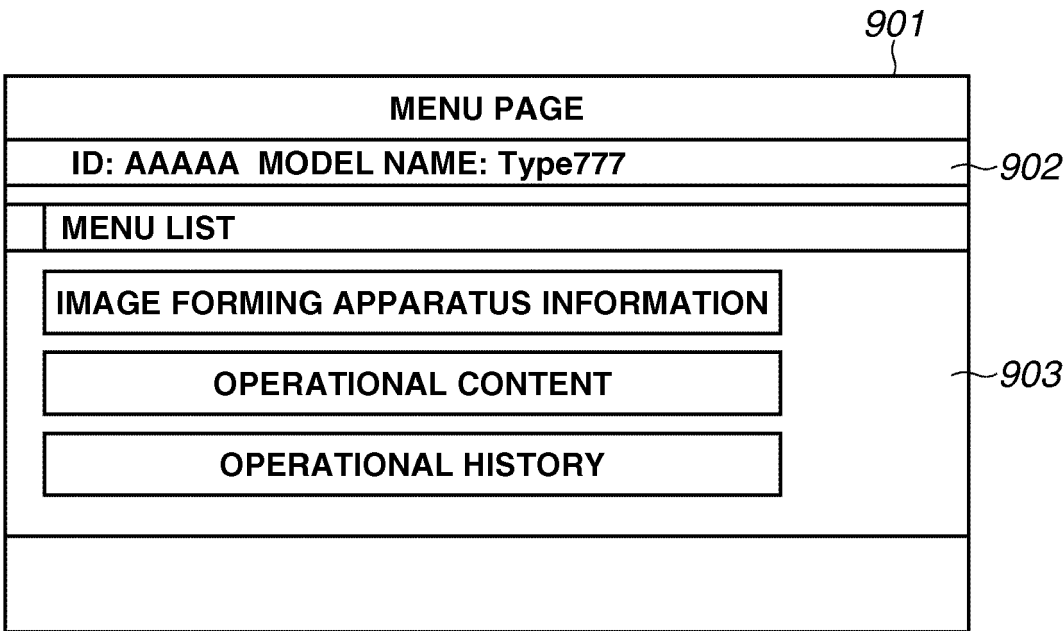 901
MENU PAGE
ID: AAAAA MODEL NAME: Type777
902
MENU LIST
IMAGE FORMING APPARATUS INFORMATION
OPERATIONAL CONTENT
903
OPERATIONAL HISTORY